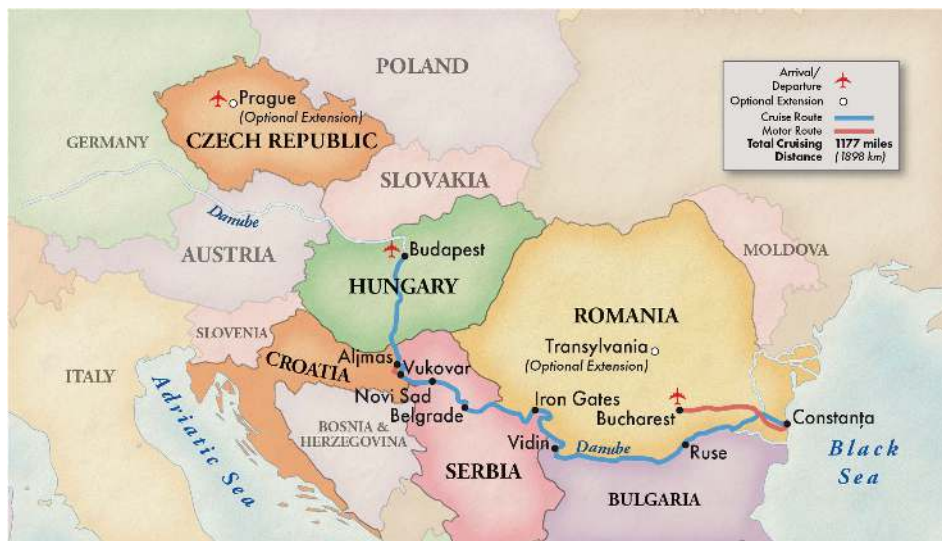 POLAND
Prague
(Optional Extension)
CZECH REPUBLIC
GERMANY
SLOVAKIA
Danube
AUSTRIA
Budapest
HUNGARY
MOLDOVA
ROMANIA
SLOVENIA
CROATIA
Aljmas
Vukovar
Transylvania
(Optional Extension)
ITALY
Novi Sad
Belgrade
Iron Gates
Bucharest
Constanța
BOSNIA &
HERZEGOVINA
Adriatic Sea
SERBIA
Vidin
Danube
Ruse
BULGARIA
Black
Sea
Arrival/
Departure
Optional Extension
Cruise Route
Motor Route
Total Cruising 1177 miles
Distance (1898 km)